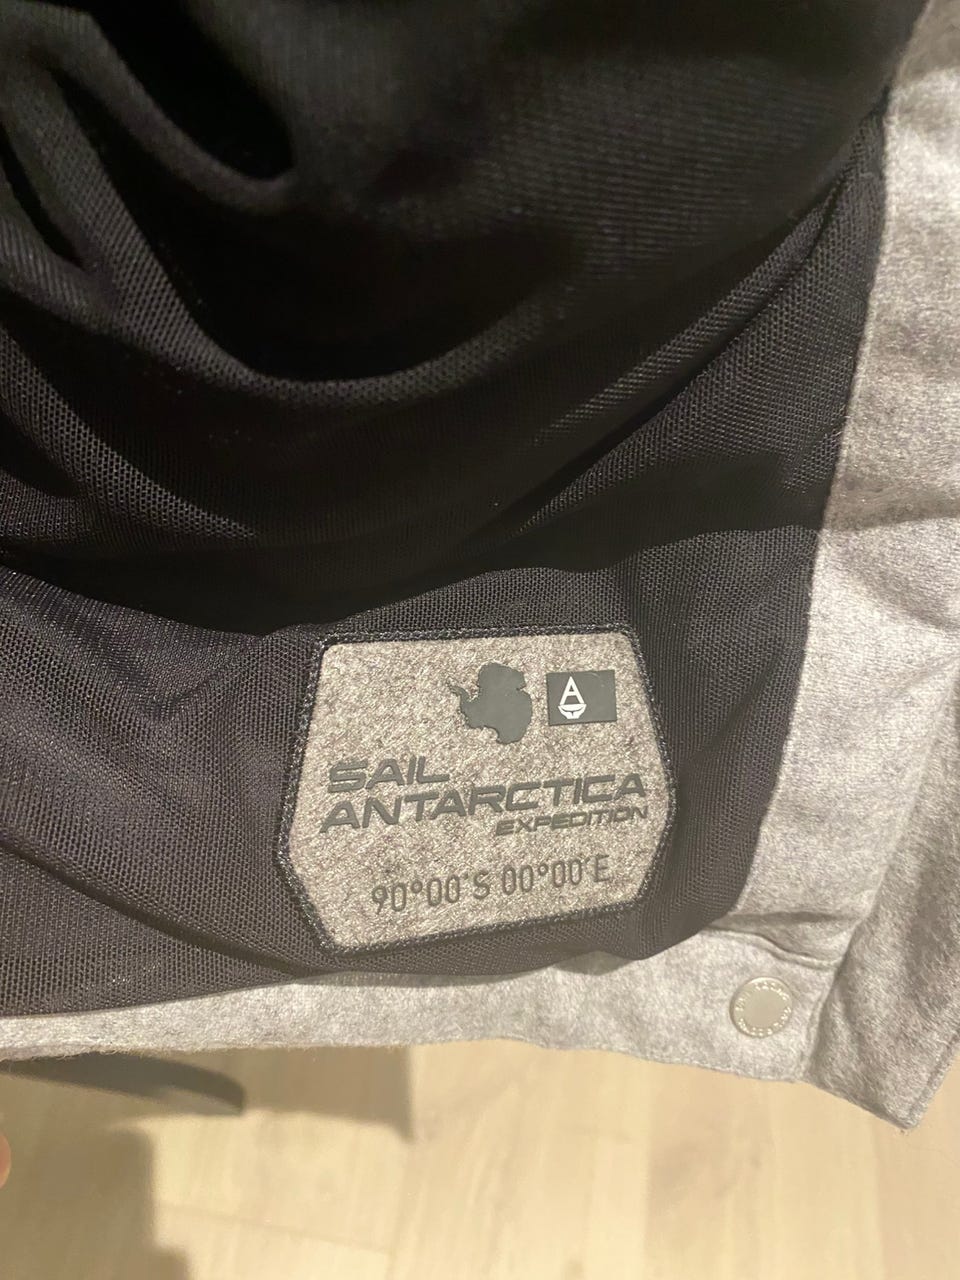 SAIL
ANTARCTICA
EXPEDITION
90°00'S 00°00'E